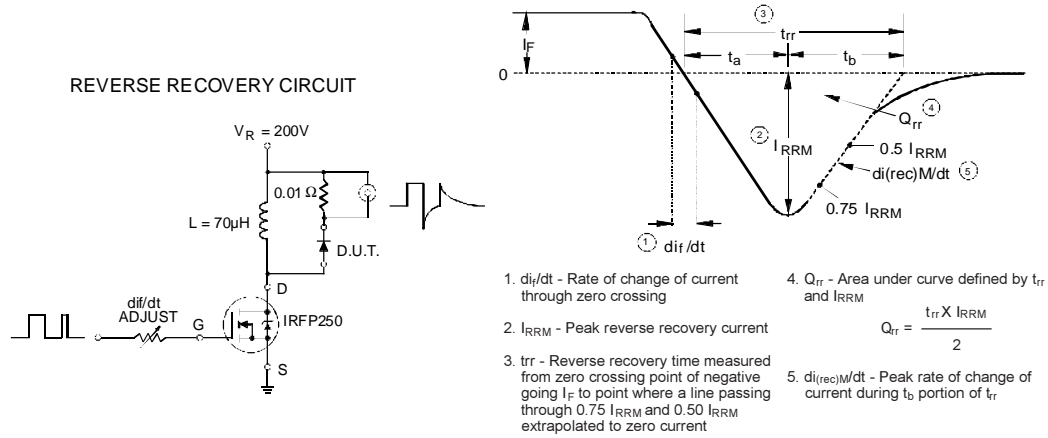 REVERSE RECOVERY CIRCUIT
V_R = 200V
0.01 Ω
L = 70µH
D.U.T.
dif/dt
ADJUST
D
G
IRFP250
S
3
t_rr
I_F
t_a
t_b
0
Q_rr 4
2 I_RRM
0.5 I_RRM
di(rec)M/dt 5
0.75 I_RRM
1 di_f /dt
1. di_f/dt - Rate of change of current
through zero crossing
2. I_RRM - Peak reverse recovery current
3. trr - Reverse recovery time measured
from zero crossing point of negative
going I_F to point where a line passing
through 0.75 I_RRM and 0.50 I_RRM
extrapolated to zero current
4. Q_rr - Area under curve defined by t_rr
and I_RRM
Q_rr = t_rr X I_RRM / 2
5. di_(rec)M/dt - Peak rate of change of
current during t_b portion of t_rr